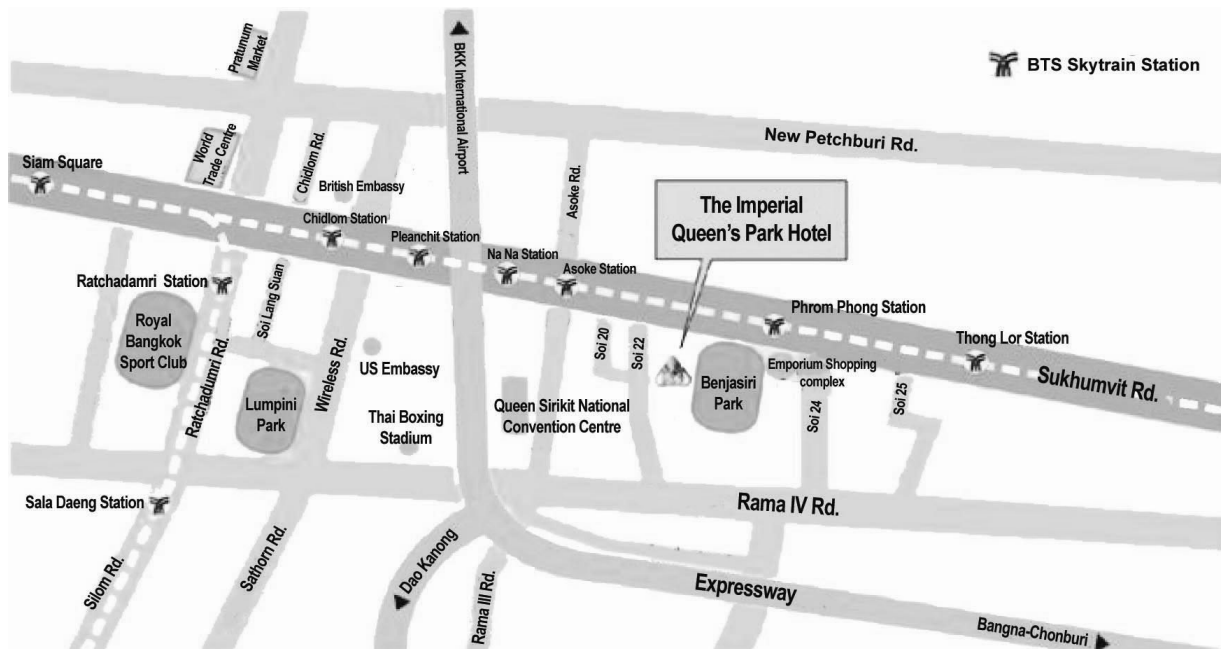 Pratunum
Market
BKK International Airport
BTS Skytrain Station
New Petchburi Rd.
World
Trade Centre
Chidlom Rd.
Siam Square
British Embassy
Asoke Rd.
The Imperial
Queen's Park Hotel
Chidlom Station
Pleanchit Station
Na Na Station
Asoke Station
Ratchadamri Station
Soi Lang Suan
Phrom Phong Station
Royal
Bangkok
Sport Club
Ratchadumri Rd.
Wireless Rd.
US Embassy
Soi 20
Soi 22
Thong Lor Station
Emporium Shopping
complex
Sukhumvit Rd.
Benjasiri
Park
Soi 24
Soi 25
Lumpini
Park
Thai Boxing
Stadium
Queen Sirikit National
Convention Centre
Sala Daeng Station
Rama IV Rd.
Silom Rd.
Sathorn Rd.
Dao Kanong
Rama III Rd.
Expressway
Bangna-Chonburi